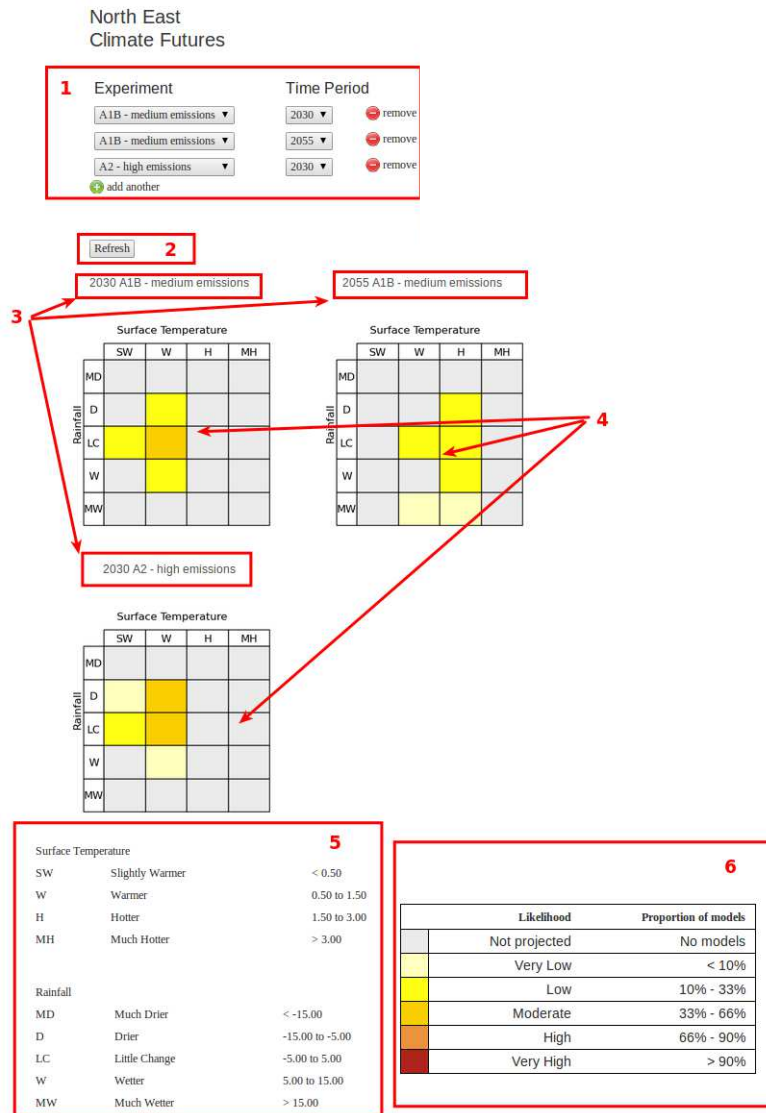 North East
Climate Futures
1 Experiment Time Period
A1B - medium emissions ▼ 2030 ▼ remove
A1B - medium emissions ▼ 2055 ▼ remove
A2 - high emissions ▼ 2030 ▼ remove
add another
Refresh 2
2030 A1B - medium emissions 2055 A1B - medium emissions
3
Surface Temperature Surface Temperature
SW W H MH SW W H MH
MD MD
D D
4
Rainfall Rainfall
LC LC
W W
MW MW
2030 A2 - high emissions
Surface Temperature
SW W H MH
MD
D
Rainfall
LC
W
MW
5
Surface Temperature
SW Slightly Warmer < 0.50
W Warmer 0.50 to 1.50
H Hotter 1.50 to 3.00
MH Much Hotter > 3.00
Rainfall
MD Much Drier < -15.00
D Drier -15.00 to -5.00
LC Little Change -5.00 to 5.00
W Wetter 5.00 to 15.00
MW Much Wetter > 15.00
6
Likelihood Proportion of models
Not projected No models
Very Low < 10%
Low 10% - 33%
Moderate 33% - 66%
High 66% - 90%
Very High > 90%